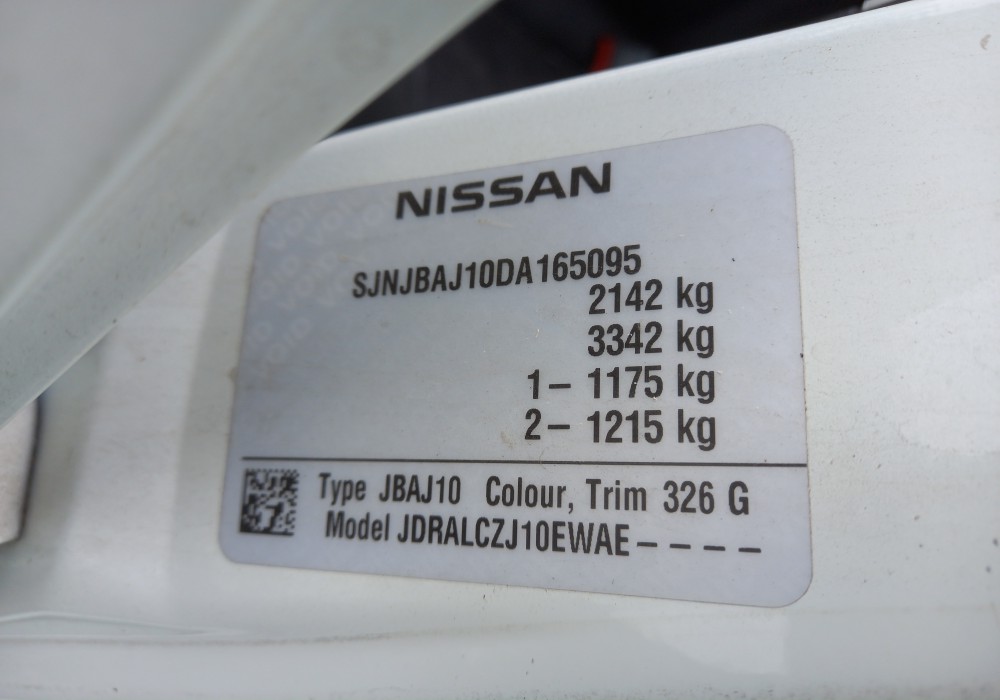 NISSAN
SJNJBAJ10DA165095
2142 kg
3342 kg
1– 1175 kg
2– 1215 kg
Type JBAJ10 Colour, Trim 326 G
Model JDRALCZJ10EWAE – – – –